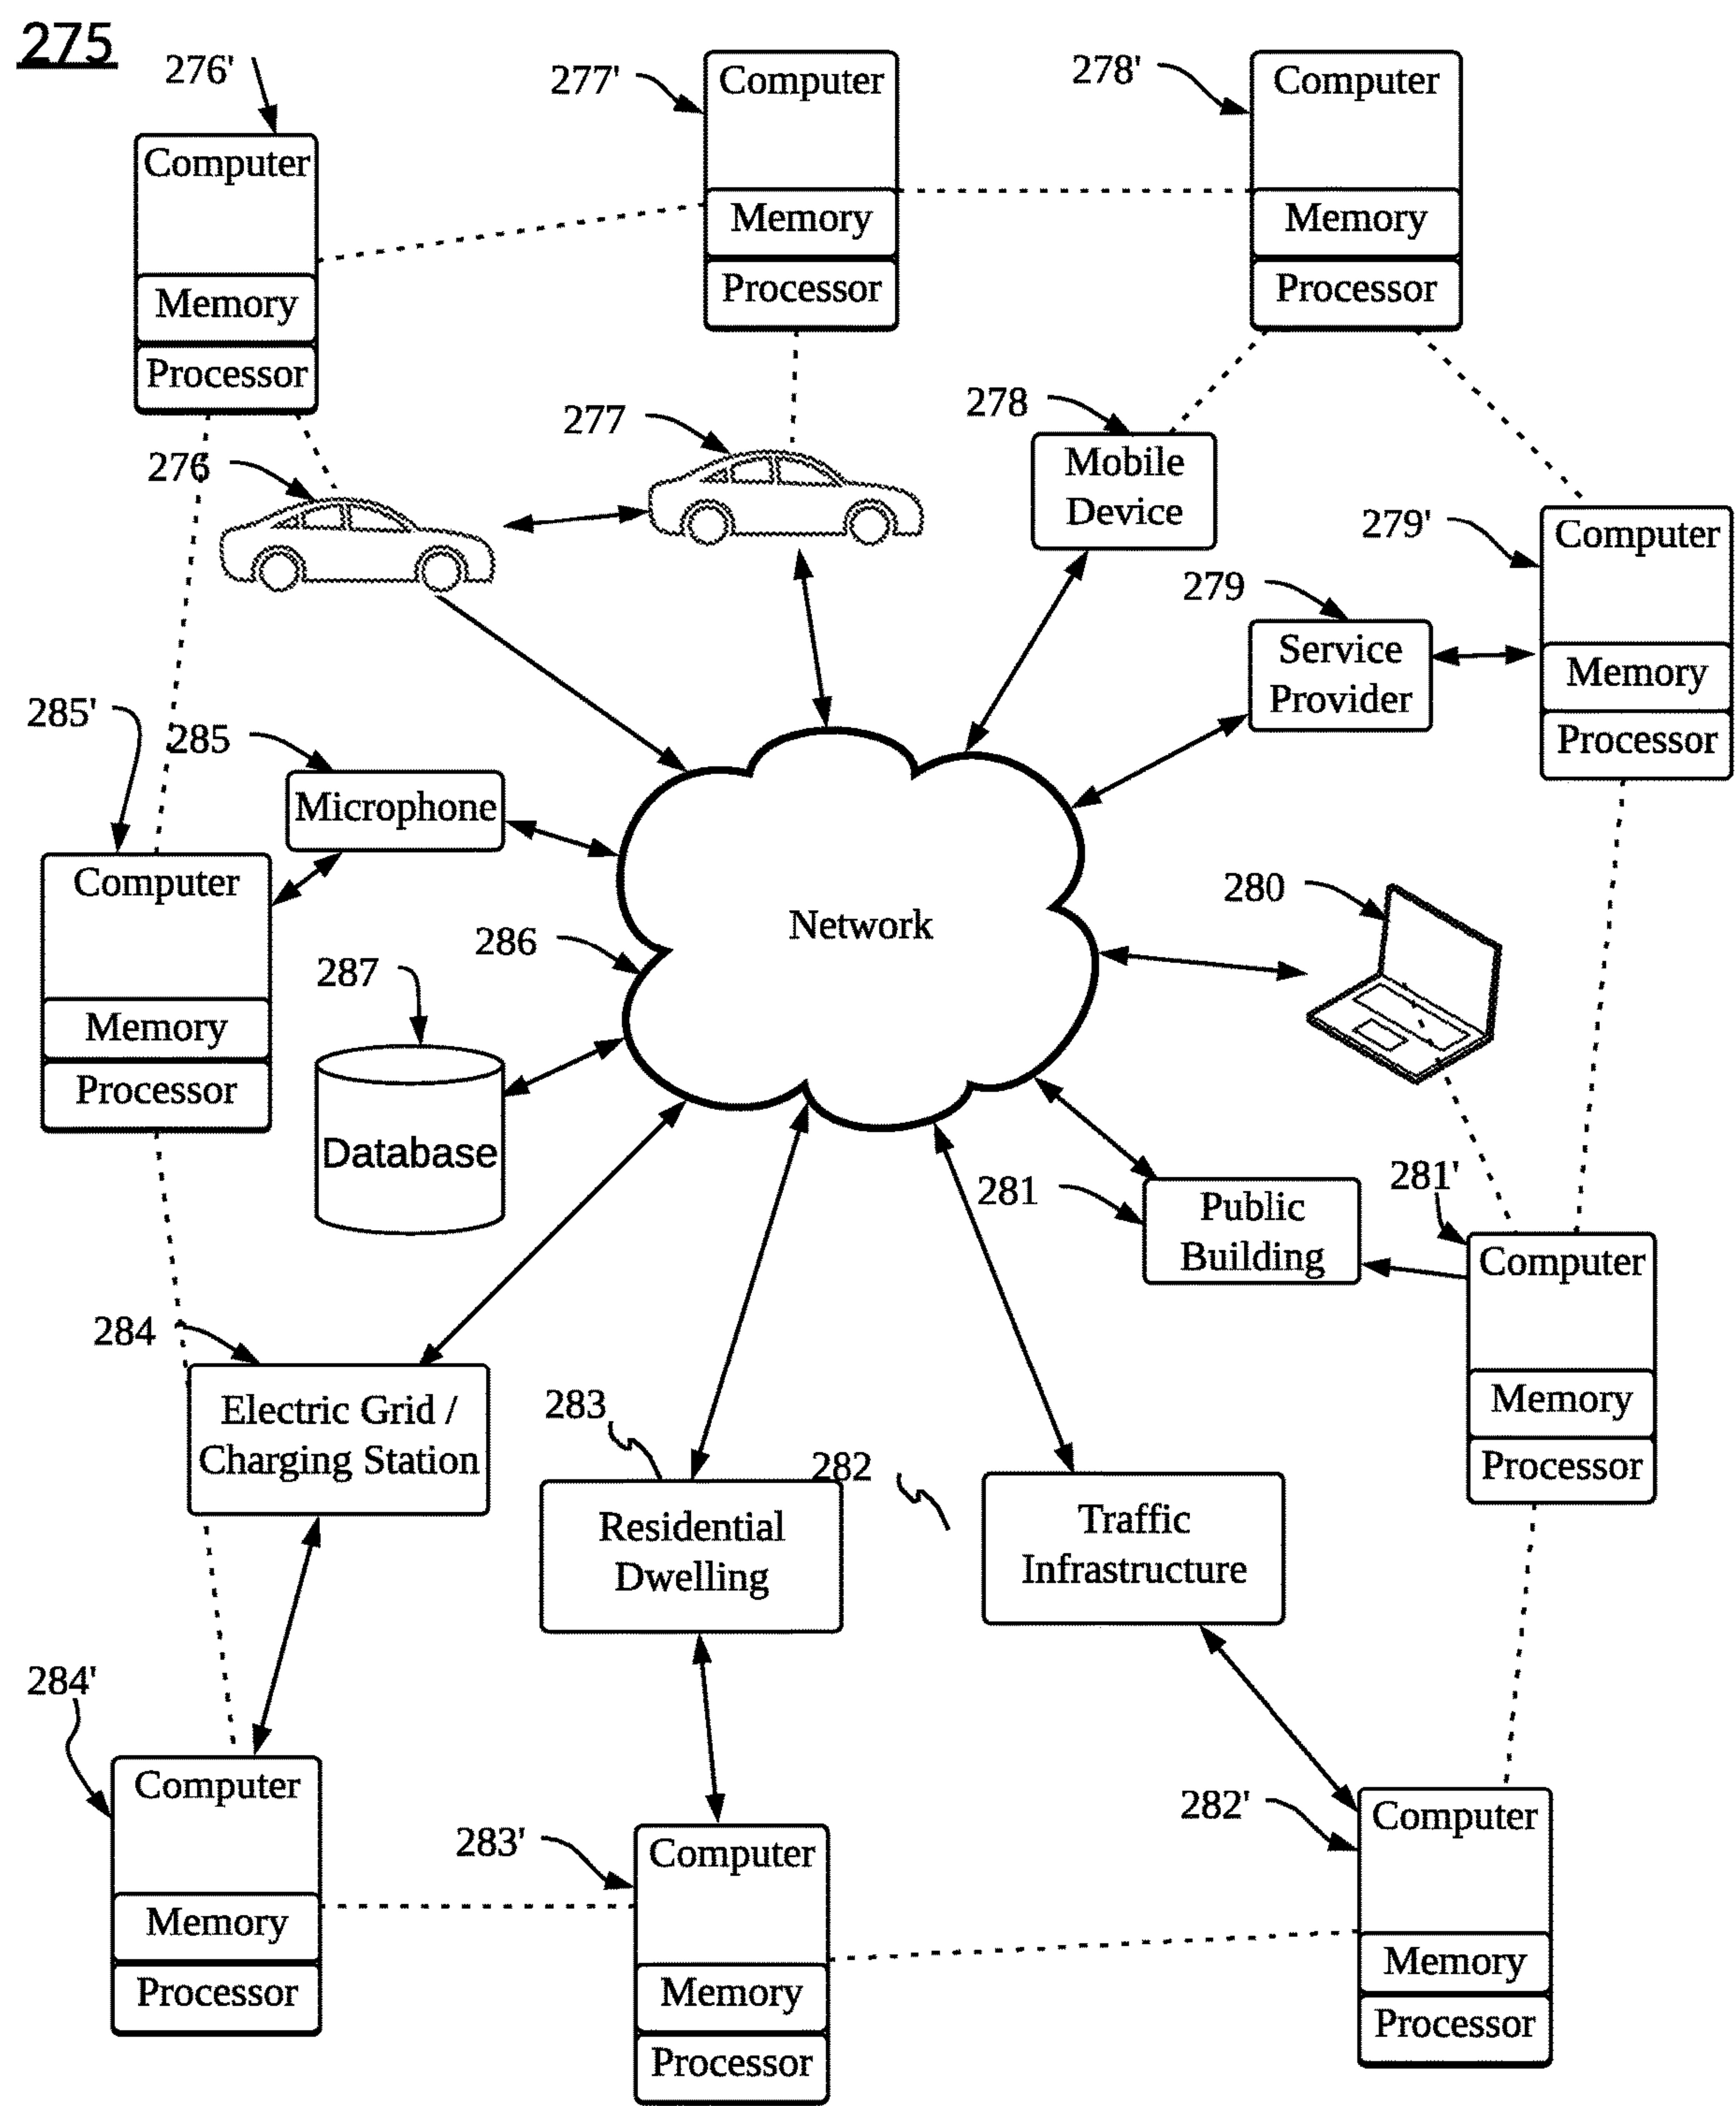 275
276'
277'
Computer
278'
Computer
Computer
Memory
Memory
Processor
Processor
Memory
Processor
276
277
278
Mobile
Device
279'
Computer
279
Service
Provider
Memory
Processor
285'
285
Microphone
Computer
Memory
Processor
286
Network
287
Database
280
281
Public
Building
281'
Computer
Memory
Processor
284
Electric Grid /
Charging Station
283
Residential
Dwelling
282
Traffic
Infrastructure
284'
Computer
Memory
Processor
283'
Computer
Memory
Processor
282'
Computer
Memory
Processor